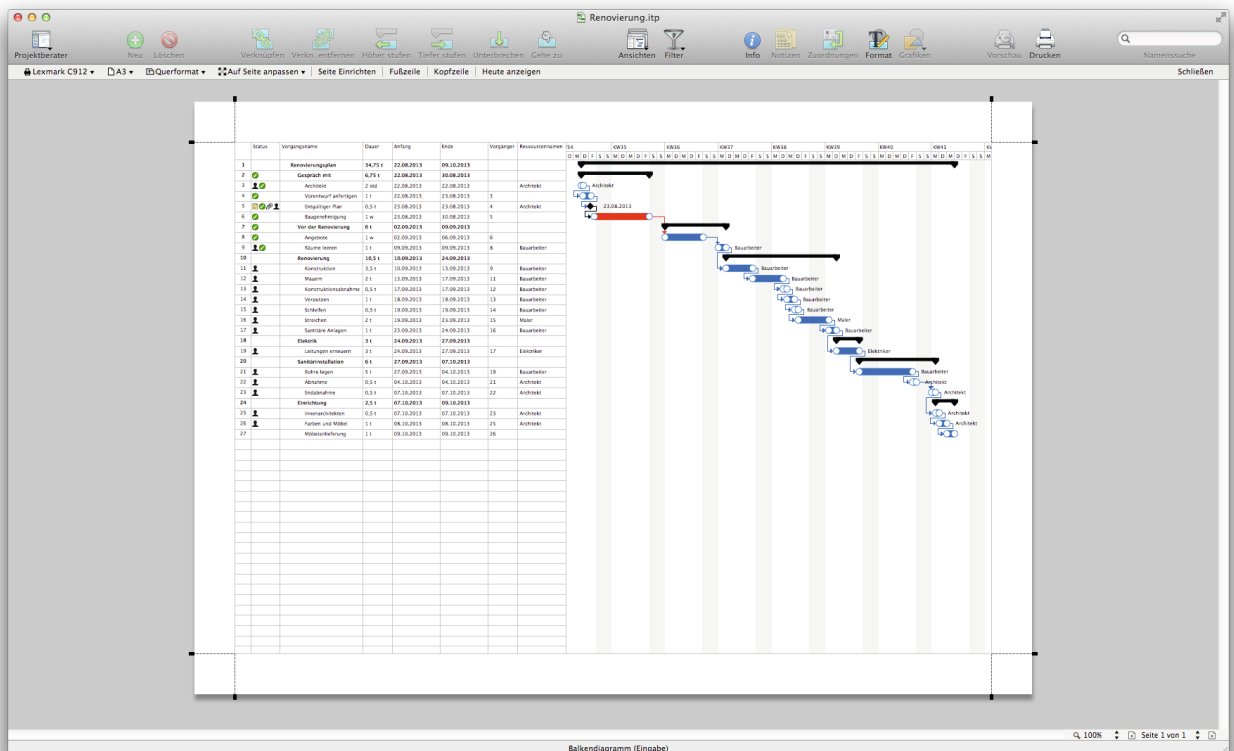 Renovierung.itp
Projektberater Neu Löschen Verknüpfen Verkn. entfernen Höher stufen Tiefer stufen Unterbrechen Gehe zu Ansichten Filter Info Notizen Zuordnungen Format Grafiken Vorschau Drucken Namenssuche
Lexmark C912 A3 Querformat Auf Seite anpassen Seite Einrichten Fußzeile Kopfzeile Heute anzeigen Schließen
Status Vorgangsname Dauer Anfang Ende Vorgänger Ressourcennamen KW35 KW36 KW37 KW38 KW39 KW40 KW41
D M D F S S M D M D F S S M D M D F S S M D M D F S S M D M D F S S M D M D F S S M D M D F S S M D M D F S S M
1 Renovierungsplan 34,75 t 22.08.2013 09.10.2013
2 Gespräch mit 6,75 t 22.08.2013 30.08.2013
3 Architekt 2 std 22.08.2013 22.08.2013 Architekt Architekt
4 Vorentwurf anfertigen 1 t 22.08.2013 23.08.2013 3
5 Entgültiger Plan 0,5 t 23.08.2013 23.08.2013 4 Architekt 23.08.2013
6 Baugenehmigung 1 w 23.08.2013 30.08.2013 5
7 Vor der Renovierung 6 t 02.09.2013 09.09.2013
8 Angebote 1 w 02.09.2013 06.09.2013 6
9 Räume leeren 1 t 09.09.2013 09.09.2013 8 Bauarbeiter Bauarbeiter
10 Renovierung 10,5 t 10.09.2013 24.09.2013
11 Konstruktion 3,5 t 10.09.2013 13.09.2013 9 Bauarbeiter Bauarbeiter
12 Mauern 2 t 13.09.2013 17.09.2013 11 Bauarbeiter Bauarbeiter
13 Konstruktionsabnahme 0,5 t 17.09.2013 17.09.2013 12 Bauarbeiter Bauarbeiter
14 Verputzen 1 t 18.09.2013 18.09.2013 13 Bauarbeiter Bauarbeiter
15 Schleifen 0,5 t 19.09.2013 19.09.2013 14 Bauarbeiter Bauarbeiter
16 Streichen 2 t 19.09.2013 23.09.2013 15 Maler Maler
17 Sanitäre Anlagen 1 t 23.09.2013 24.09.2013 16 Bauarbeiter Bauarbeiter
18 Elektrik 3 t 24.09.2013 27.09.2013
19 Leitungen erneuern 3 t 24.09.2013 27.09.2013 17 Elektriker Elektriker
20 Sanitärinstallation 6 t 27.09.2013 07.10.2013
21 Rohre legen 5 t 27.09.2013 04.10.2013 19 Bauarbeiter Bauarbeiter
22 Abnahme 0,5 t 04.10.2013 04.10.2013 21 Architekt Architekt
23 Endabnahme 0,5 t 07.10.2013 07.10.2013 22 Architekt Architekt
24 Einrichtung 2,5 t 07.10.2013 09.10.2013
25 Innenarchitekten 0,5 t 07.10.2013 07.10.2013 23 Architekt Architekt
26 Farben und Möbel 1 t 08.10.2013 08.10.2013 25 Architekt Architekt
27 Möbelanlieferung 1 t 09.10.2013 09.10.2013 26
100% Seite 1 von 1
Balkendiagramm (Eingabe)